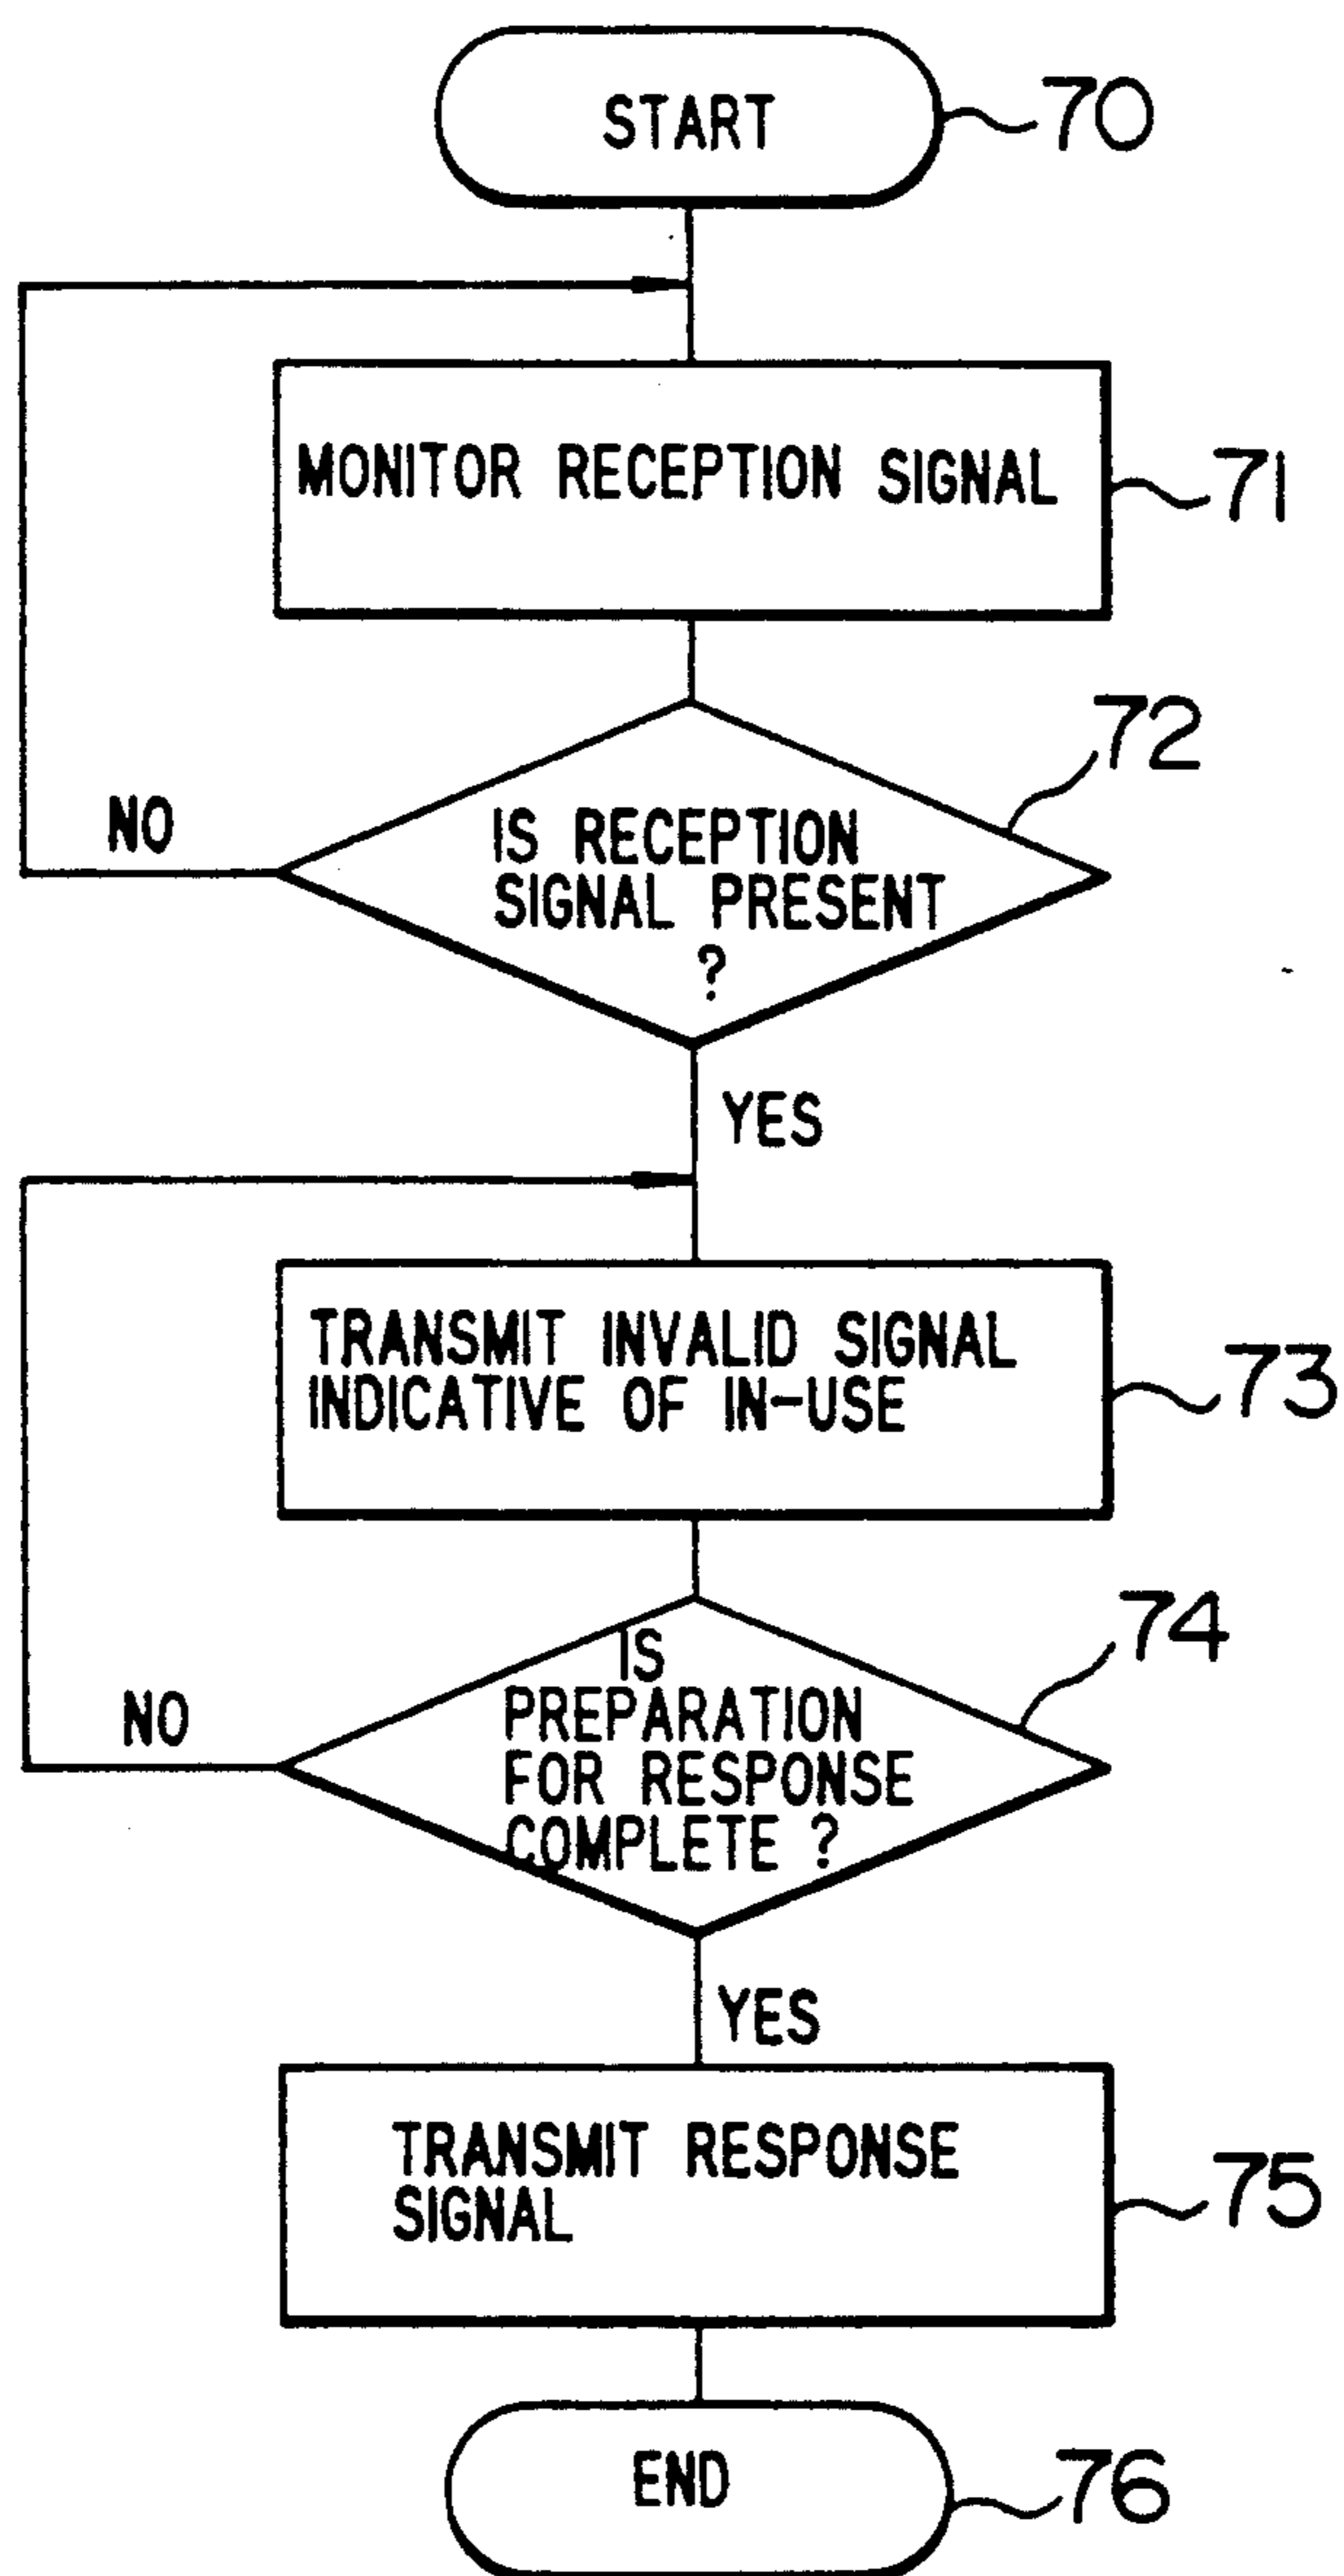 START
70
MONITOR RECEPTION SIGNAL
71
72
IS RECEPTION
SIGNAL PRESENT
?
NO
YES
TRANSMIT INVALID SIGNAL
INDICATIVE OF IN-USE
73
74
IS
PREPARATION
FOR RESPONSE
COMPLETE ?
NO
YES
TRANSMIT RESPONSE
SIGNAL
75
END
76